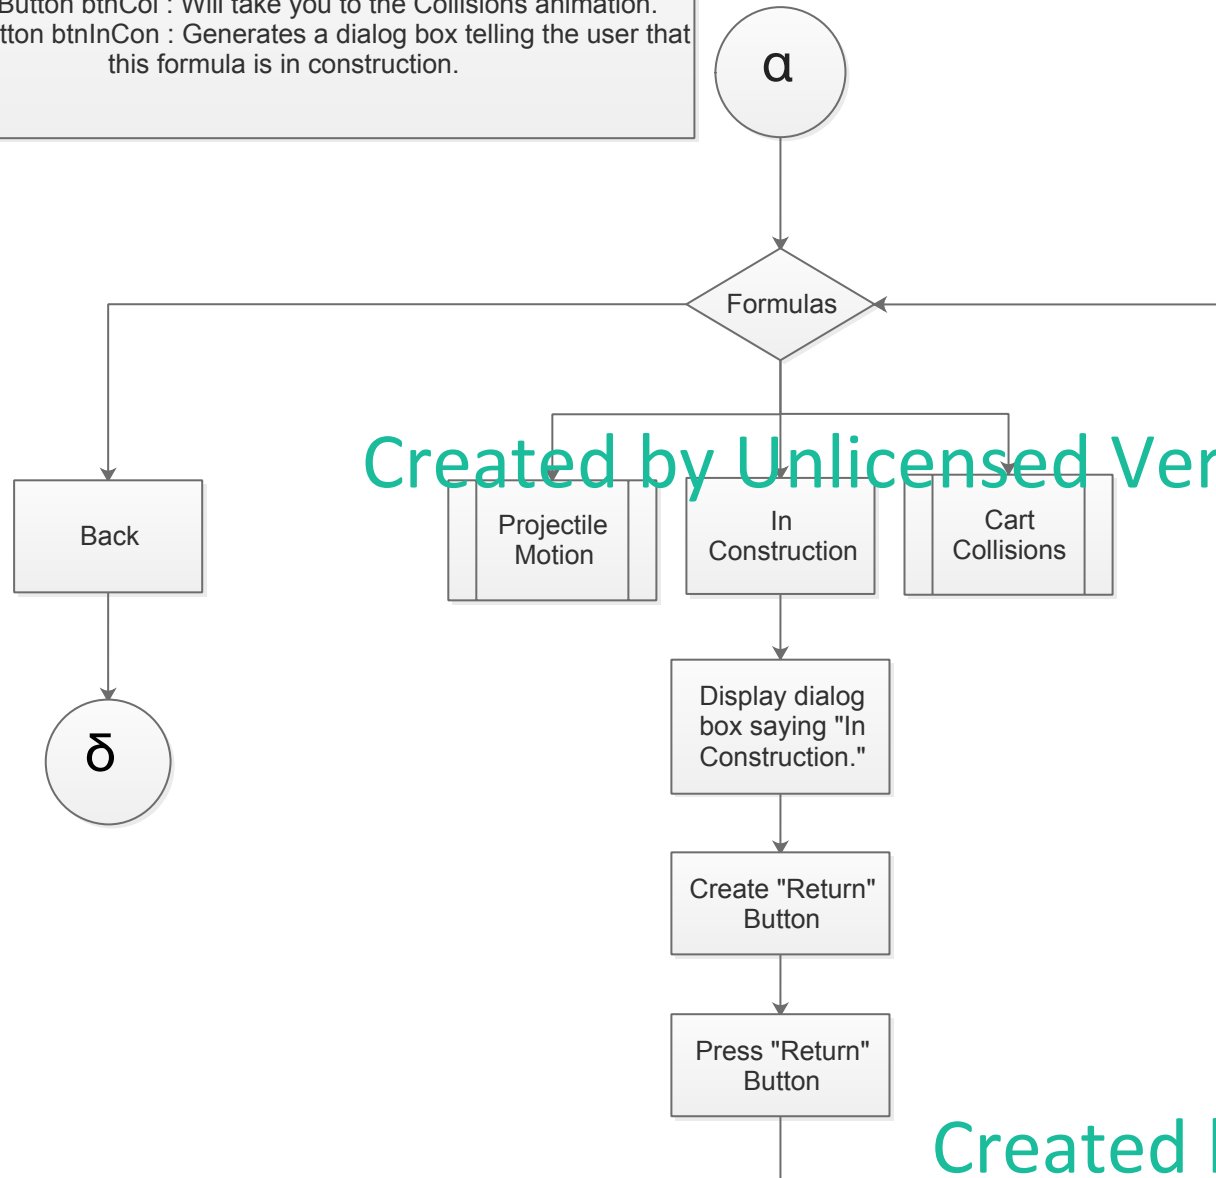 Button btnCol : Will take you to the Collisions animation.
btnInCon : Generates a dialog box telling the user that
this formula is in construction.
α
Formulas
Created by Unlicensed
Back
Projectile
Motion
In
Construction
Cart
Collisions
Display dialog
box saying "In
Construction."
δ
Create "Return"
Button
Press "Return"
Button
Created